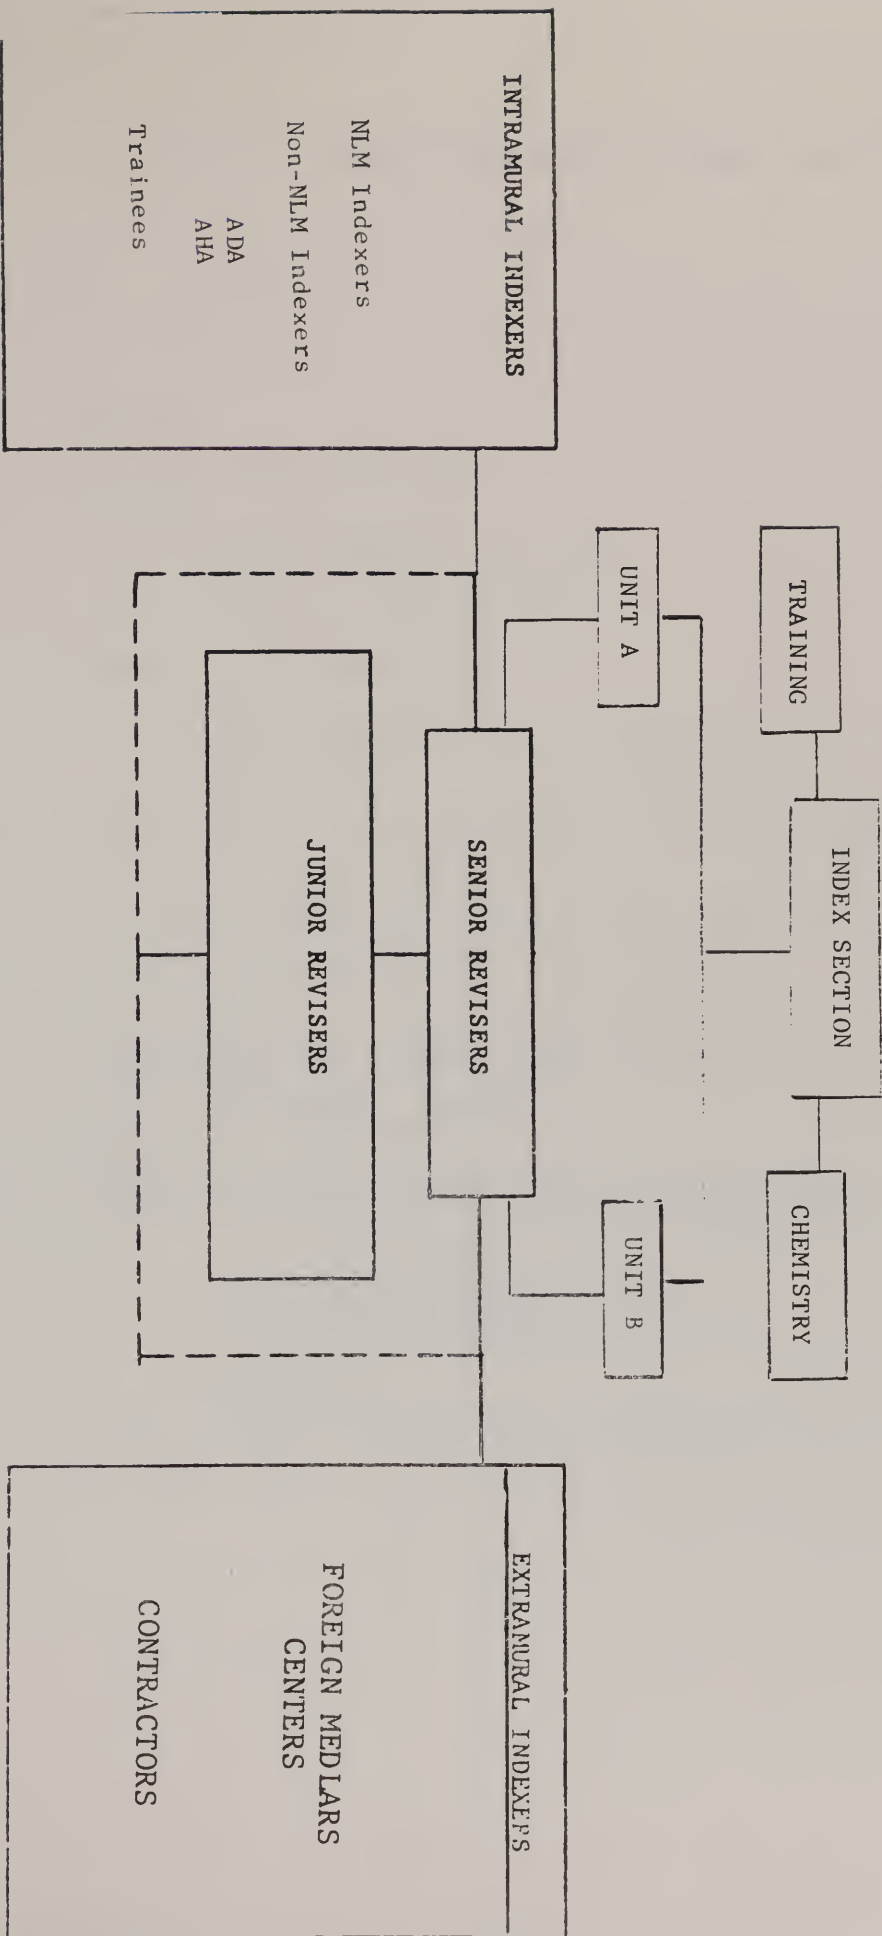 INDEX SECTION
TRAINING
CHEMISTRY
UNIT A
UNIT B
INTRAMURAL INDEXERS
NLM Indexers
Non-NLM Indexers
ADA
AHA
Trainees
SENIOR REVISERS
JUNIOR REVISERS
EXTRAMURAL INDEXERS
FOREIGN MEDLARS
CENTERS
CONTRACTORS